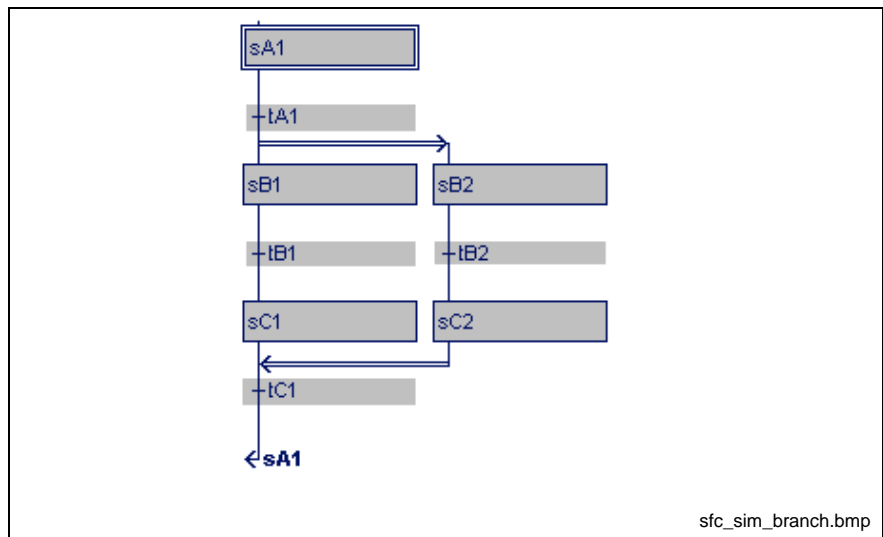 sA1
tA1
sB1 sB2
tB1 tB2
sC1 sC2
tC1
sA1
sfc_sim_branch.bmp